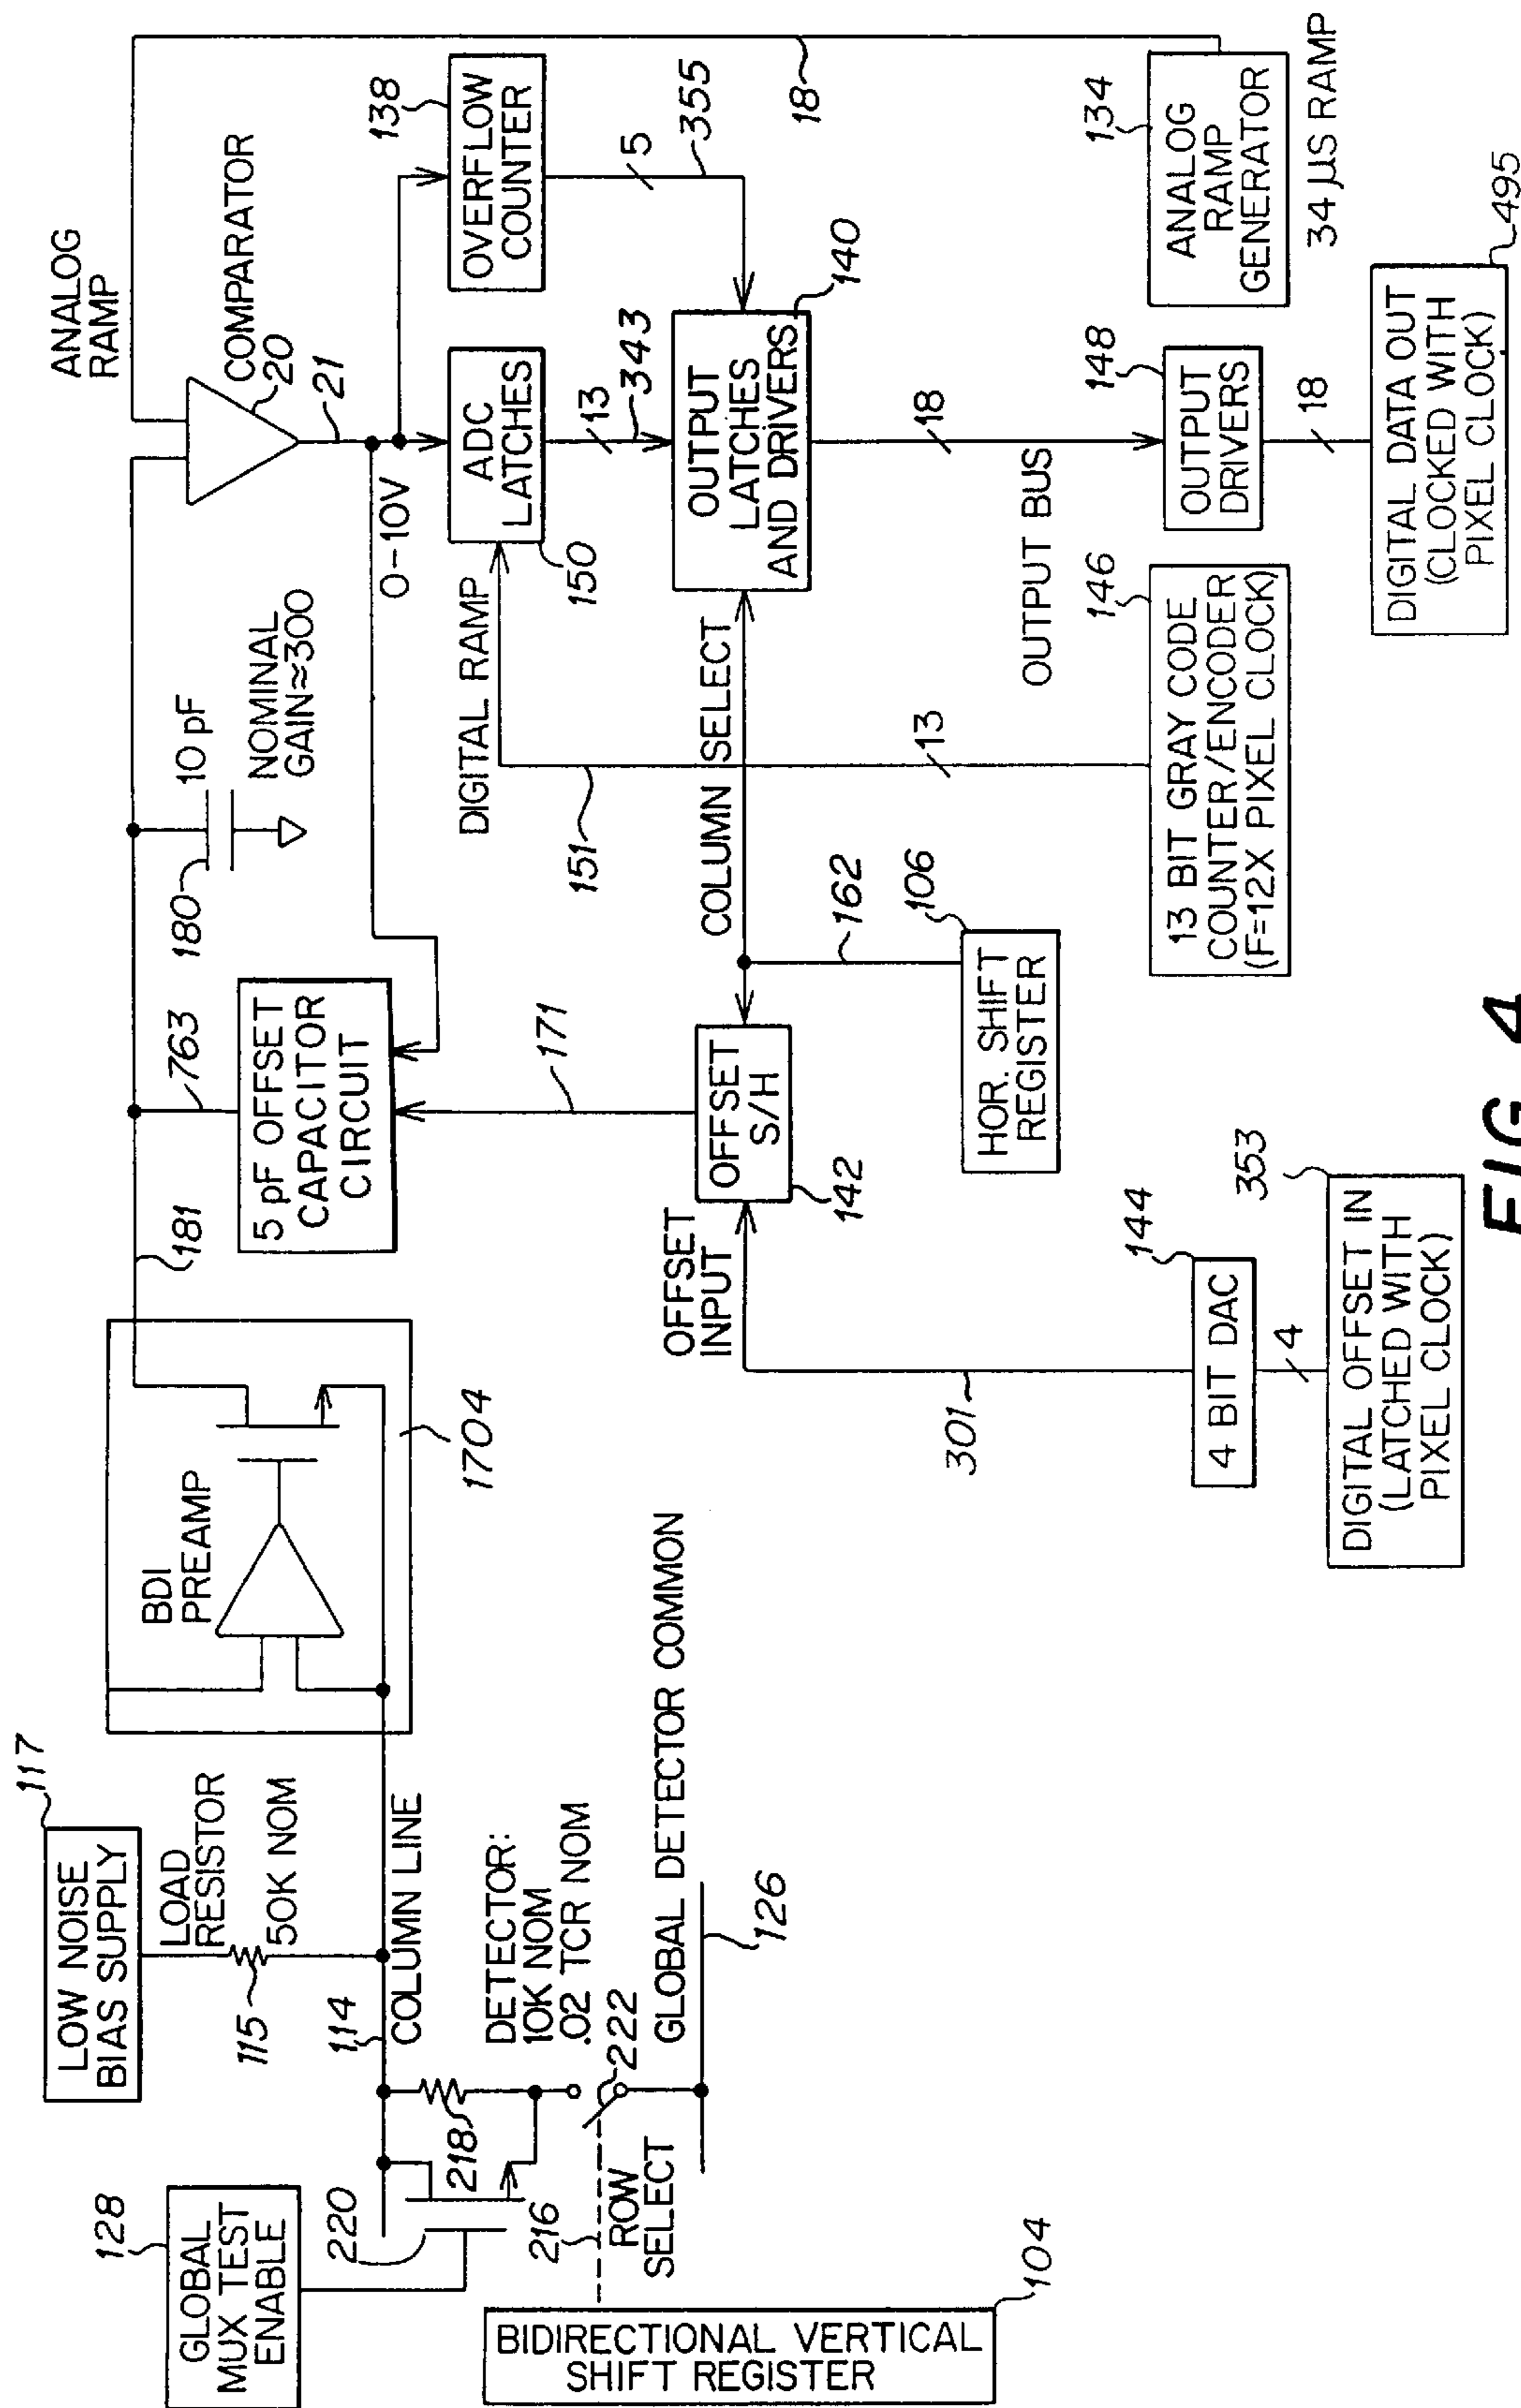 117
LOW NOISE
BIAS SUPPLY
LOAD
RESISTOR
50K NOM
115
114
COLUMN LINE
128
GLOBAL
MUX TEST
ENABLE
220
218
216
DETECTOR:
10K NOM
.02 TCR NOM
222
ROW
SELECT
GLOBAL DETECTOR COMMON
126
BIDIRECTIONAL VERTICAL
SHIFT REGISTER
104
BDI
PREAMP
1704
181
763
5 pF OFFSET
CAPACITOR
CIRCUIT
171
180
10 pF
NOMINAL
GAIN≈300
ANALOG
RAMP
COMPARATOR
20
21
0-10V
138
OVERFLOW
COUNTER
5
355
18
DIGITAL RAMP
150
ADC
LATCHES
13
343
151
OUTPUT
LATCHES
AND DRIVERS
140
COLUMN SELECT
OFFSET
INPUT
OFFSET
S/H
142
162
106
HOR. SHIFT
REGISTER
301
144
4 BIT DAC
4
353
DIGITAL OFFSET IN
(LATCHED WITH
PIXEL CLOCK)
13
146
13 BIT GRAY CODE
COUNTER/ENCODER
(F=12X PIXEL CLOCK)
18
OUTPUT BUS
148
OUTPUT
DRIVERS
18
DIGITAL DATA OUT
(CLOCKED WITH
PIXEL CLOCK)
495
134
ANALOG
RAMP
GENERATOR
34 µS RAMP
FIG. 4